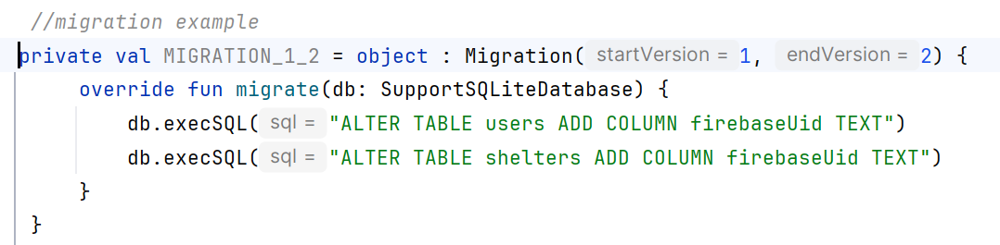 //migration example
private val MIGRATION_1_2 = object : Migration( startVersion = 1, endVersion = 2) {
override fun migrate(db: SupportSQLiteDatabase) {
db.execSQL( sql = "ALTER TABLE users ADD COLUMN firebaseUid TEXT")
db.execSQL( sql = "ALTER TABLE shelters ADD COLUMN firebaseUid TEXT")
}
}